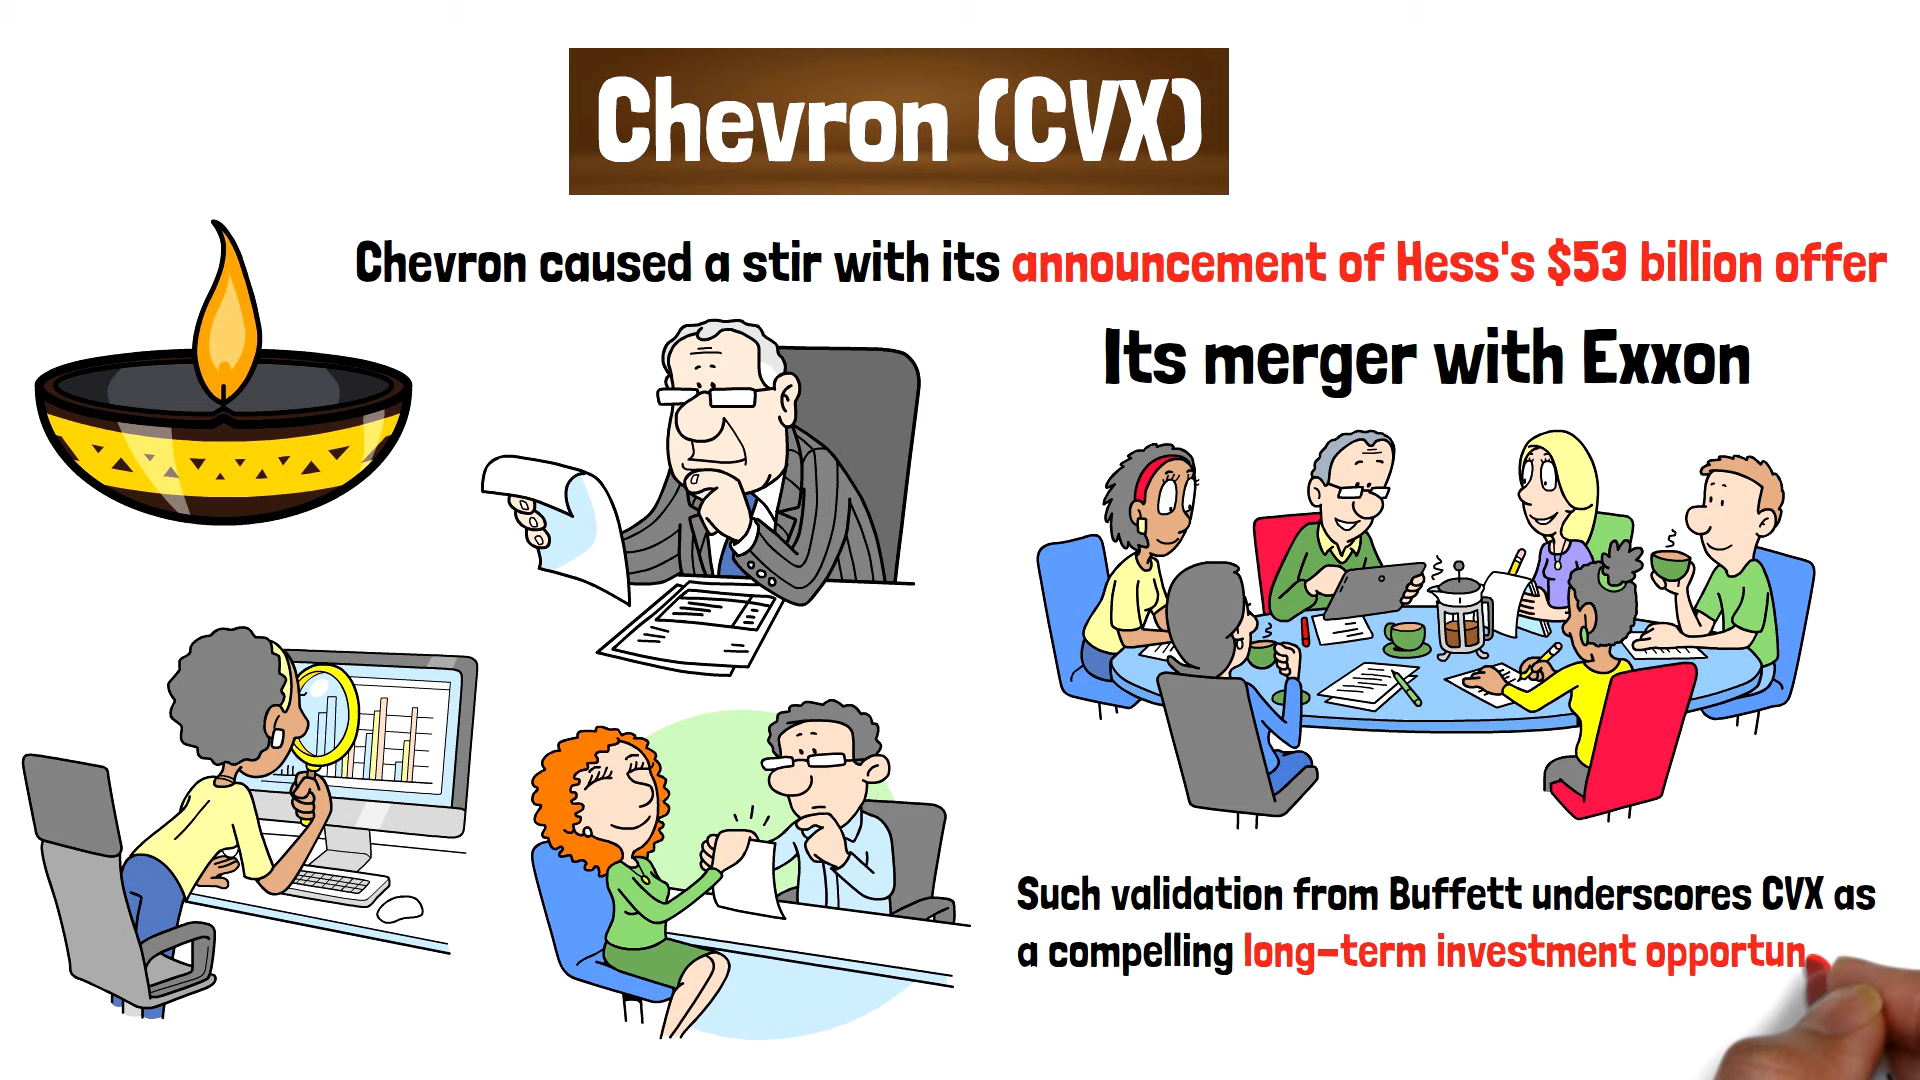 Chevron (CVX)
Chevron caused a stir with its announcement of Hess's $53 billion offer
Its merger with Exxon
Such validation from Buffett underscores CVX as
a compelling long-term investment opportun